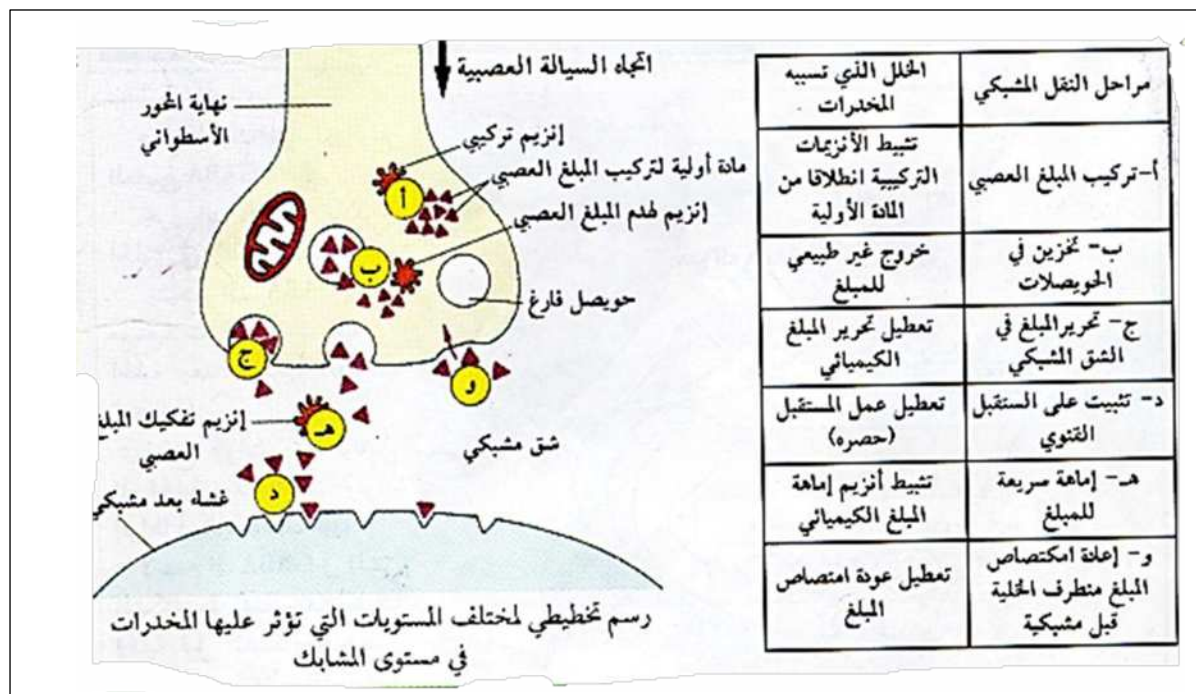 اتجاه السيالة العصبية
نهاية المحور
الأسطواني
إنزيم تركيبي
مادة أولية لتركيب المبلغ العصبي
إنزيم لهدم المبلغ العصبي
أ
ب
حويصل فارغ
ج
و
إنزيم تفكيك المبلغ
العصبي
هـ
شق مشبكي
د
غشاء بعد مشبكي
رسم تخطيطي لمختلف المستويات التي تؤثر عليها المخدرات
في مستوى المشابك
مراحل النقل المشبكي
الخلل الذي تسببه
المخدرات
أ-تركيب المبلغ العصبي
تثبيط الأنزيمات
التركيبية انطلاقا من
المادة الأولية
ب- تخزين في
الحويصلات
خروج غير طبيعي
للمبلغ
ج- تحرير المبلغ في
الشق المشبكي
تعطيل تحرير المبلغ
الكيميائي
د- تثبيت على الستقبل
القنوي
تعطيل عمل المستقبل
(حصره)
هـ- إماهة سريعة
للمبلغ
تثبيط أنزيم إماهة
المبلغ الكيميائي
و- إعادة امكتصاص
المبلغ منطرف الخلية
قبل مشبكية
تعطيل عودة امتصاص
المبلغ